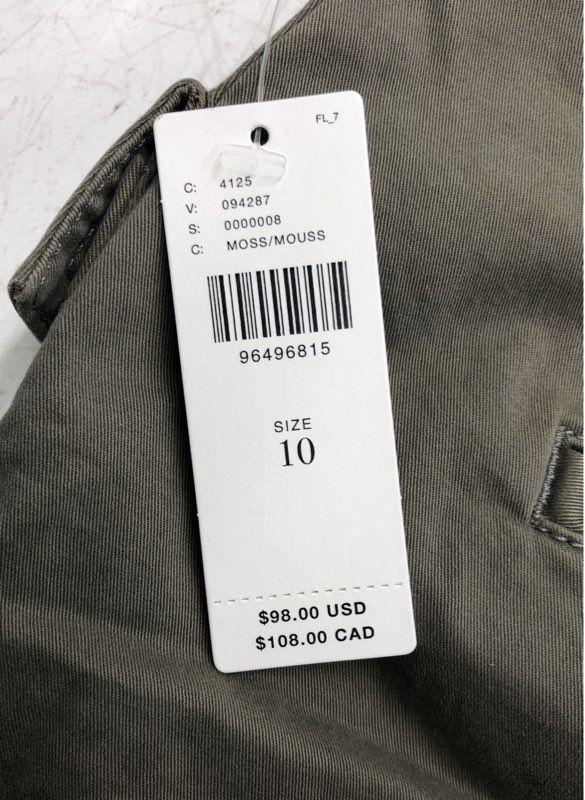 FL_7
C: 4125
V: 094287
S: 0000008
C: MOSS/MOUSS
96496815
SIZE
10
$98.00 USD
$108.00 CAD